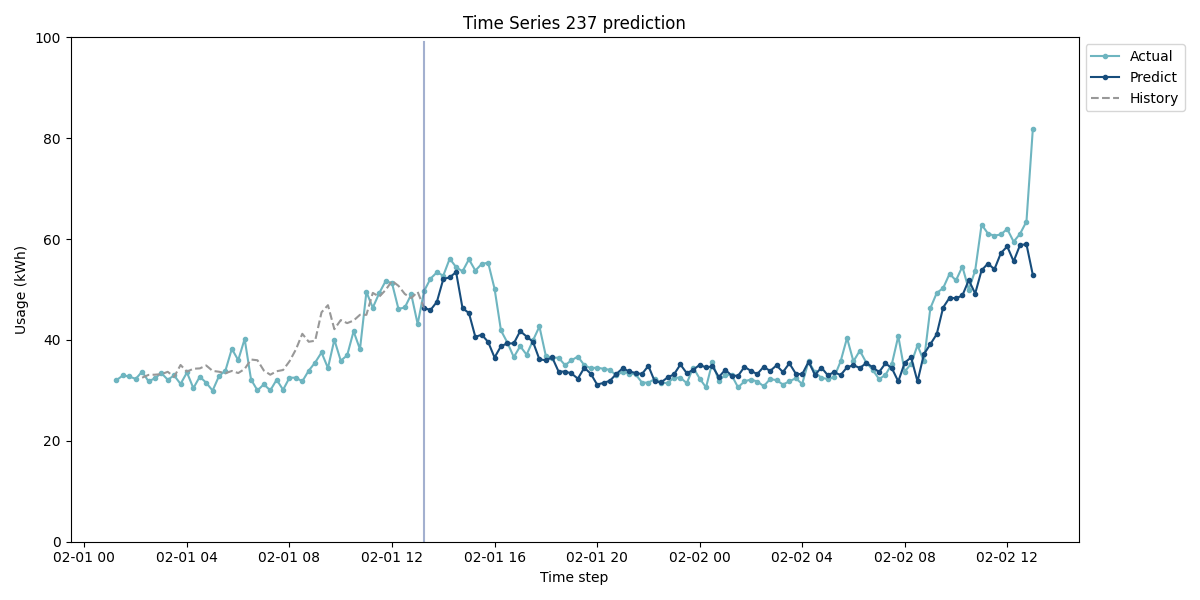 Time Series 237 prediction
100
80
60
40
20
0
Usage (kWh)
02-01 00 02-01 04 02-01 08 02-01 12 02-01 16 02-01 20 02-02 00 02-02 04 02-02 08 02-02 12
Time step
Actual
Predict
History